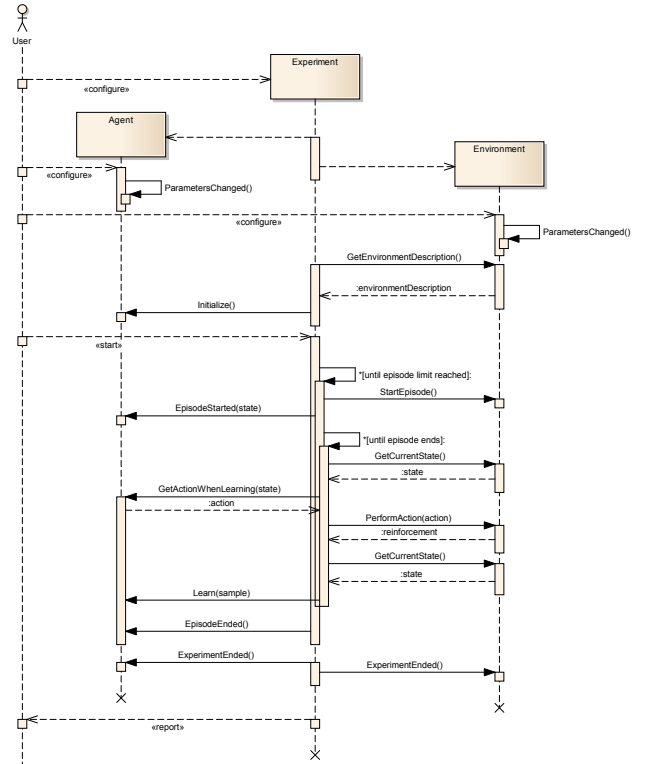 User
Experiment
«configure»
Agent
Environment
«configure»
ParametersChanged()
«configure»
ParametersChanged()
GetEnvironmentDescription()
:environmentDescription
Initialize()
«start»
*[until episode limit reached]:
StartEpisode()
EpisodeStarted(state)
*[until episode ends]:
GetCurrentState()
:state
GetActionWhenLearning(state)
:action
PerformAction(action)
:reinforcement
GetCurrentState()
:state
Learn(sample)
EpisodeEnded()
ExperimentEnded()
ExperimentEnded()
«report»